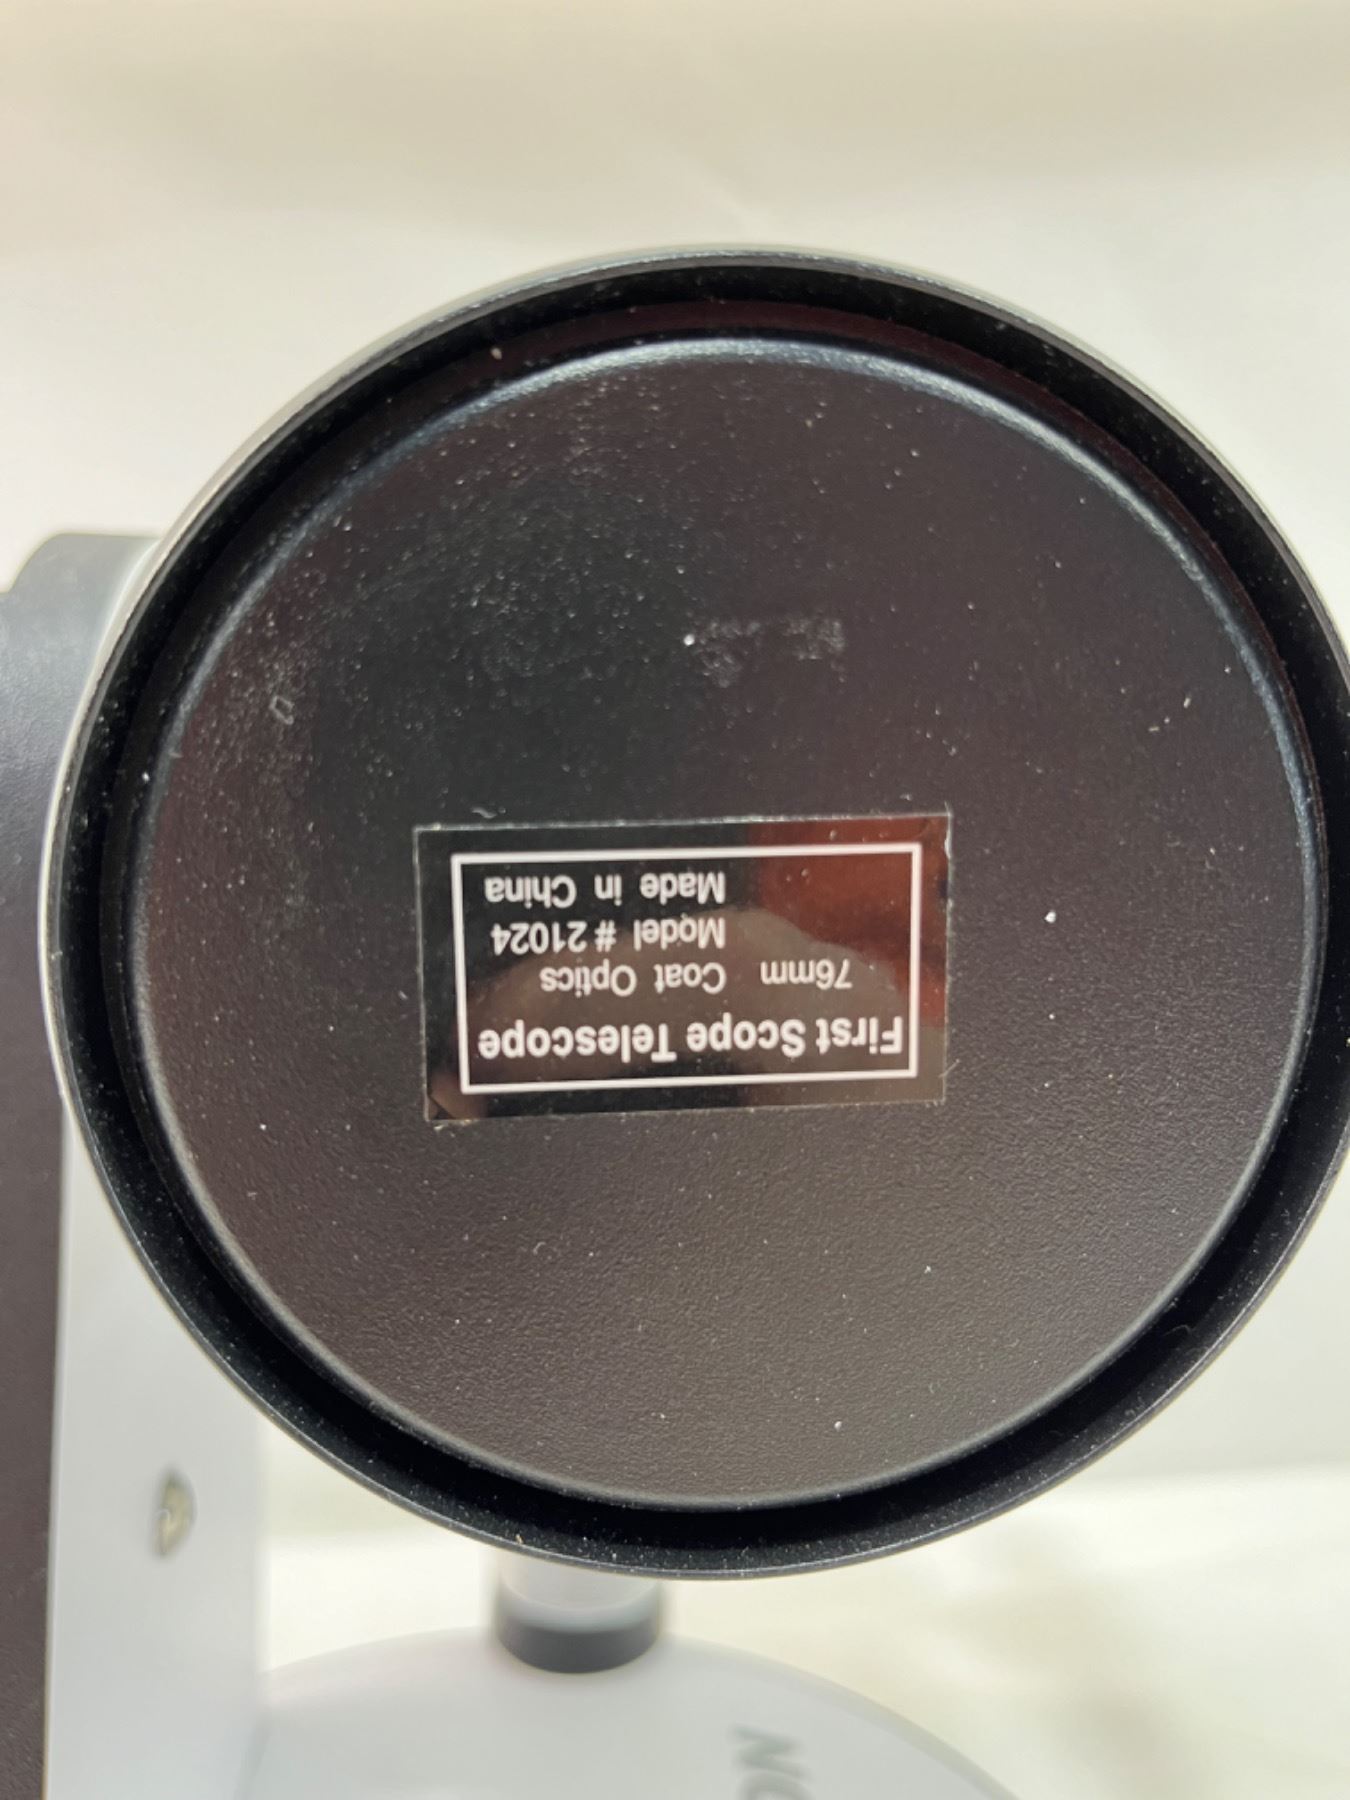 First Scope Telescope
76mm Coat Optics
Model # 21024
Made in China